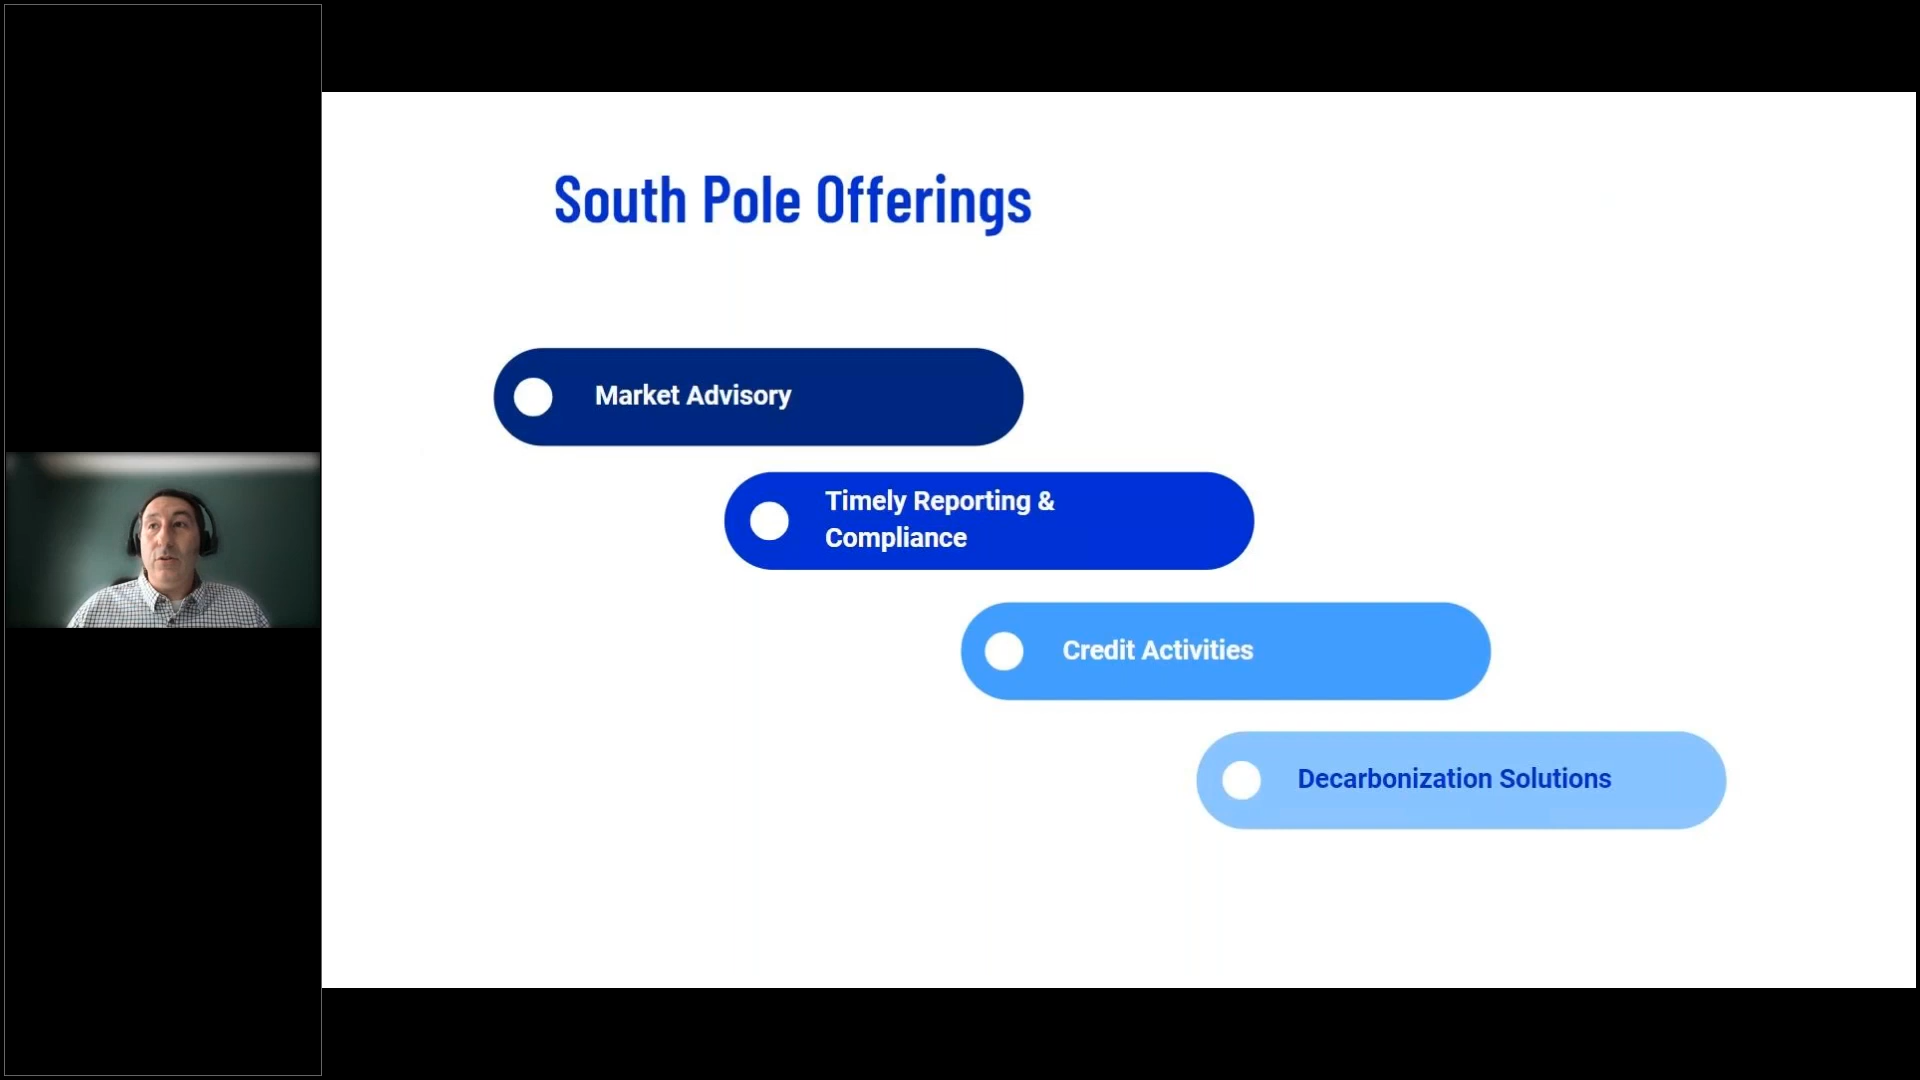 South Pole Offerings
Market Advisory
Timely Reporting &
Compliance
Credit Activities
Decarbonization Solutions